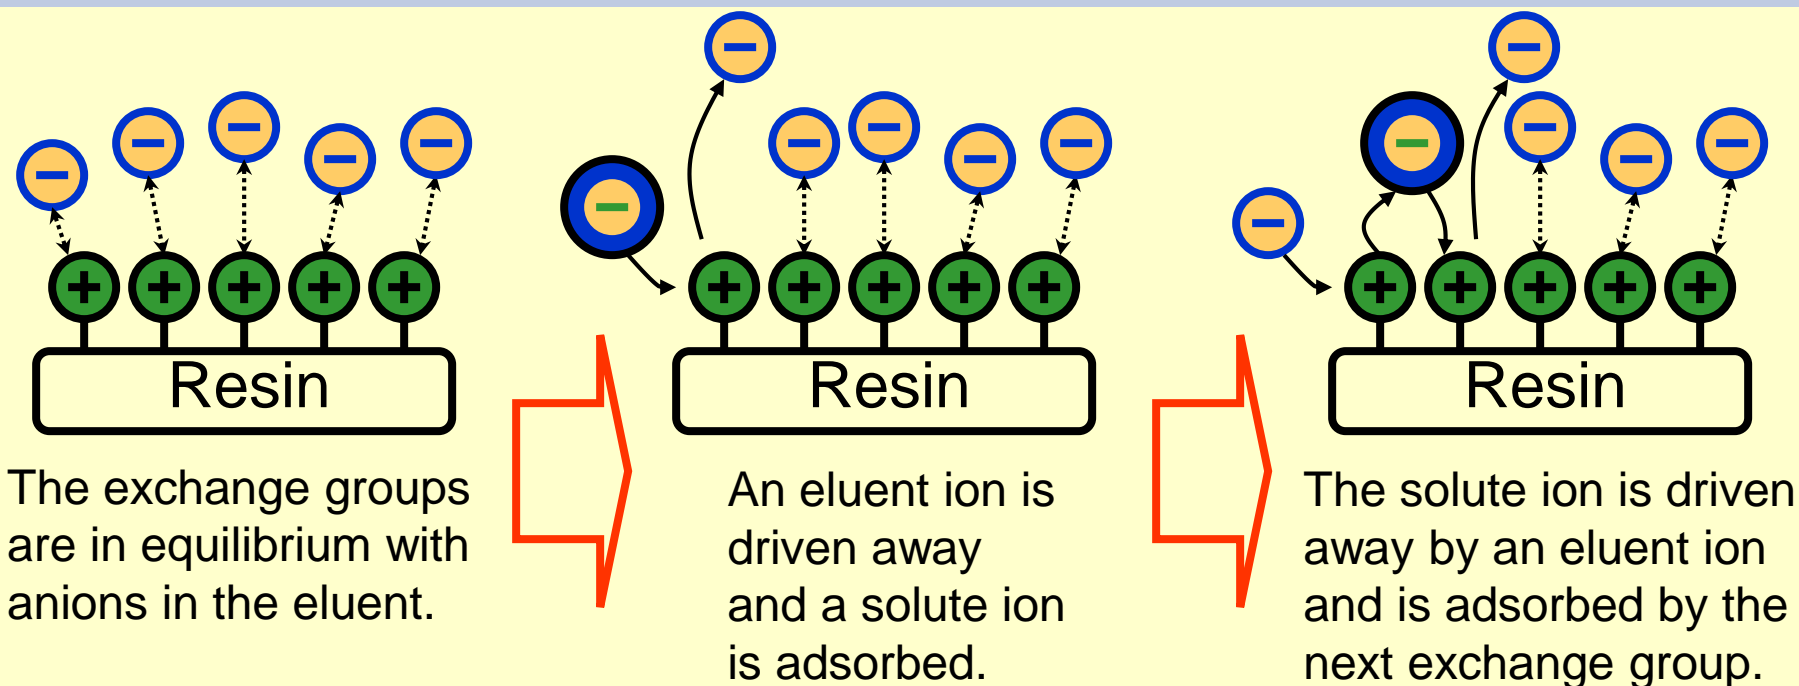 Resin
The exchange groups
are in equilibrium with
anions in the eluent.
Resin
An eluent ion is
driven away
and a solute ion
is adsorbed.
Resin
The solute ion is driven
away by an eluent ion
and is adsorbed by the
next exchange group.